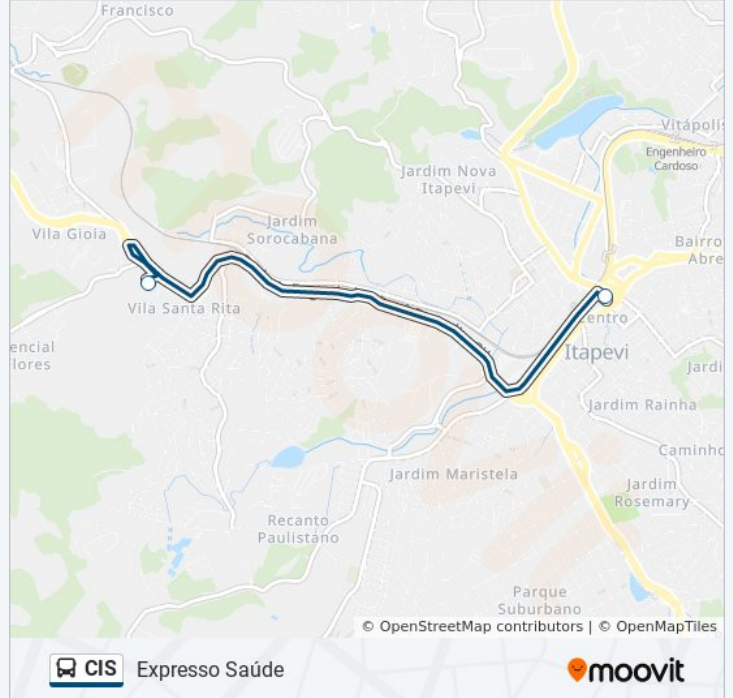 Francisco
Vitápolis
Engenheiro
Cardoso
Jardim Nova
Itapevi
Jardim
Sorocabana
Vila Gioia
Bairro
Abre
Vila Santa Rita
Centro
encial
lores
Itapevi
Jardi
Jardim Rainha
Caminho
Jardim Maristela
Jardim
Rosemary
Recanto
Paulistano
Parque
Suburbano
© OpenStreetMap contributors | © OpenMapTiles
CIS Expresso Saúde
moovit